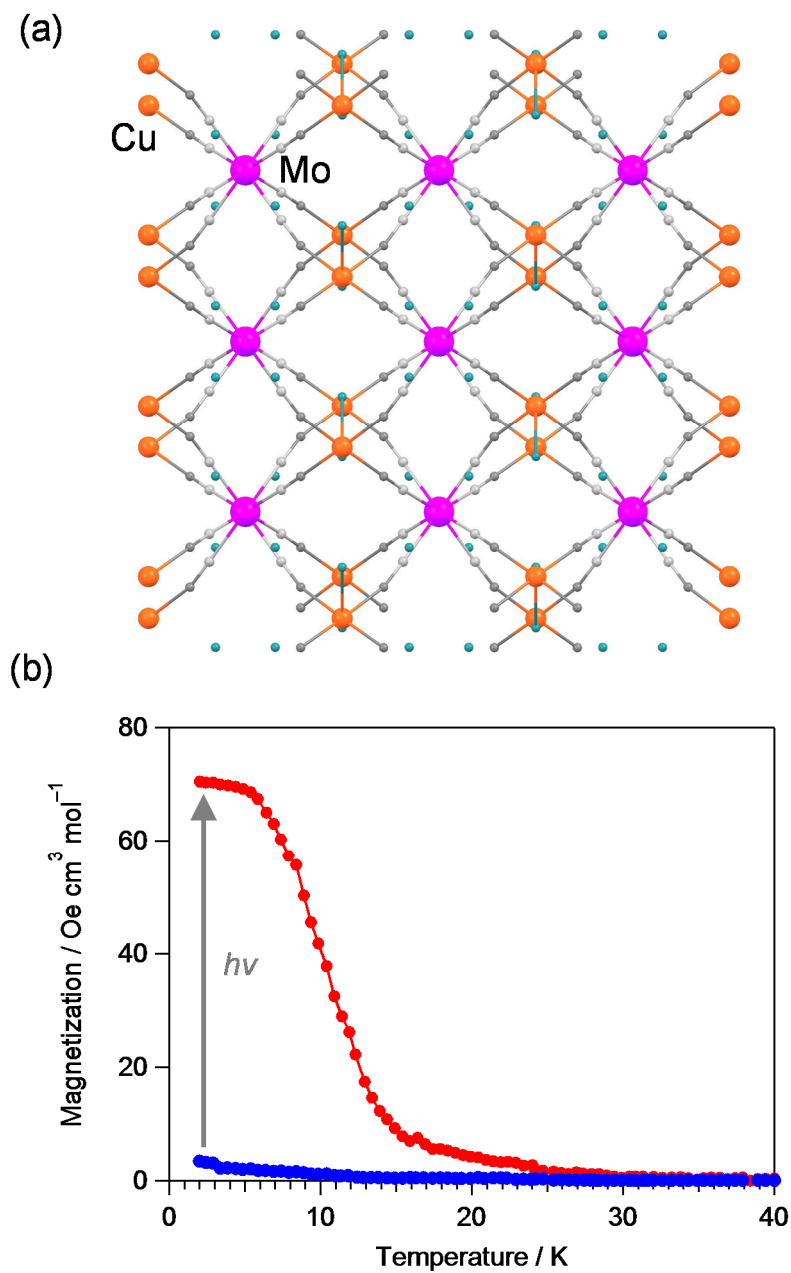 (a)
Cu
Mo
(b)
80
60
40
20
0
Magnetization / Oe cm³ mol⁻¹
hν
0 10 20 30 40
Temperature / K